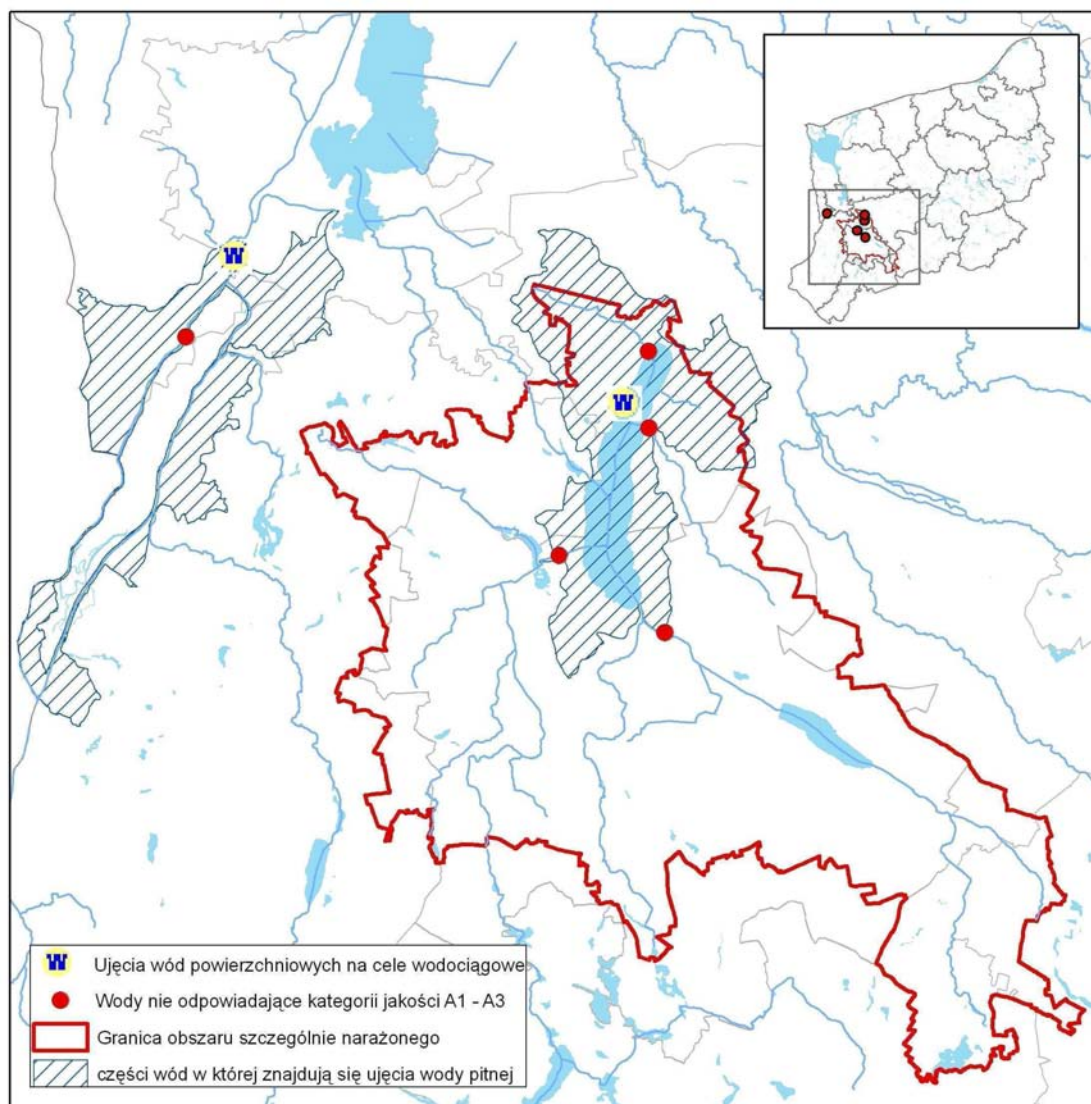 W
W
W Ujęcia wód powierzchniowych na cele wodociągowe
Wody nie odpowiadające kategorii jakości A1 - A3
Granica obszaru szczególnie narażonego
części wód w której znajdują się ujęcia wody pitnej